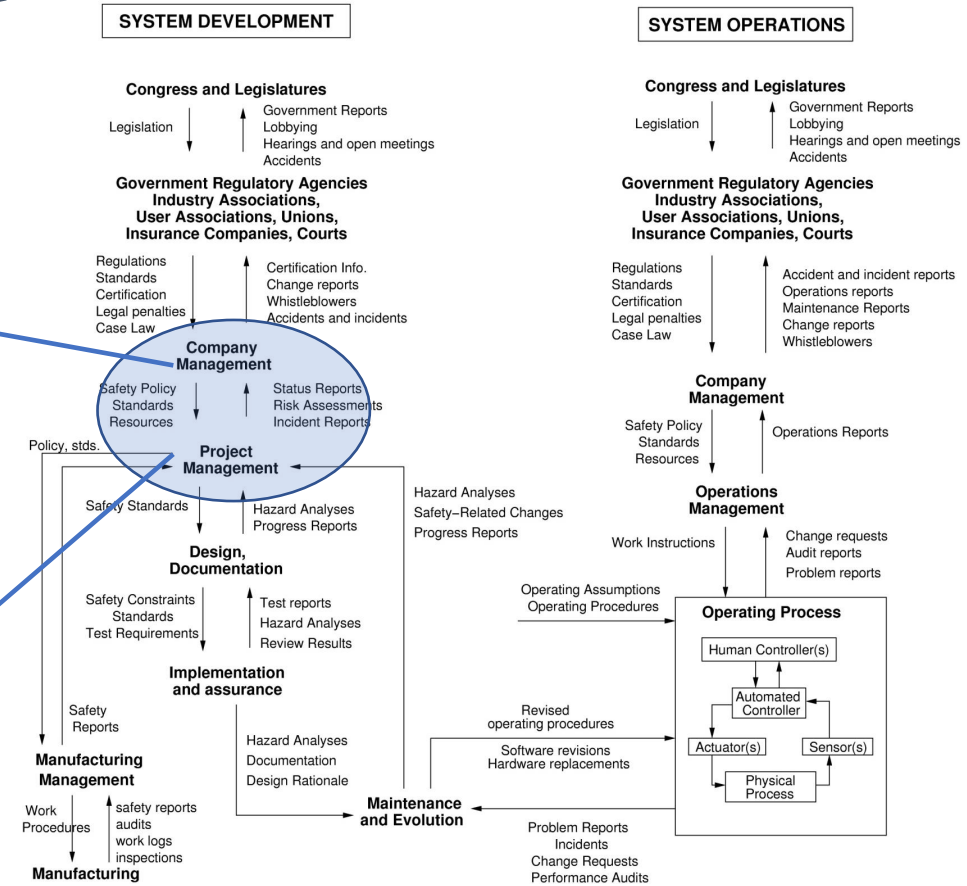 SYSTEM DEVELOPMENT
Congress and Legislatures
Legislation
Government Reports
Lobbying
Hearings and open meetings
Accidents
Government Regulatory Agencies
Industry Associations,
User Associations, Unions,
Insurance Companies, Courts
Regulations
Standards
Certification
Legal penalties
Case Law
Certification Info.
Change reports
Whistleblowers
Accidents and incidents
Company
Management
Safety Policy
Standards
Resources
Status Reports
Risk Assessments
Incident Reports
Policy, stds.
Project
Management
Safety Standards
Hazard Analyses
Progress Reports
Hazard Analyses
Safety-Related Changes
Progress Reports
Design,
Documentation
Safety Constraints
Standards
Test Requirements
Test reports
Hazard Analyses
Review Results
Implementation
and assurance
Safety
Reports
Hazard Analyses
Documentation
Design Rationale
Manufacturing
Management
Work
Procedures
safety reports
audits
work logs
inspections
Manufacturing
Maintenance
and Evolution
SYSTEM OPERATIONS
Congress and Legislatures
Legislation
Government Reports
Lobbying
Hearings and open meetings
Accidents
Government Regulatory Agencies
Industry Associations,
User Associations, Unions,
Insurance Companies, Courts
Regulations
Standards
Certification
Legal penalties
Case Law
Accident and incident reports
Operations reports
Maintenance Reports
Change reports
Whistleblowers
Company
Management
Safety Policy
Standards
Resources
Operations Reports
Operations
Management
Work Instructions
Change requests
Audit reports
Problem reports
Operating Assumptions
Operating Procedures
Operating Process
Human Controller(s)
Automated
Controller
Actuator(s)
Sensor(s)
Physical
Process
Revised
operating procedures
Software revisions
Hardware replacements
Problem Reports
Incidents
Change Requests
Performance Audits